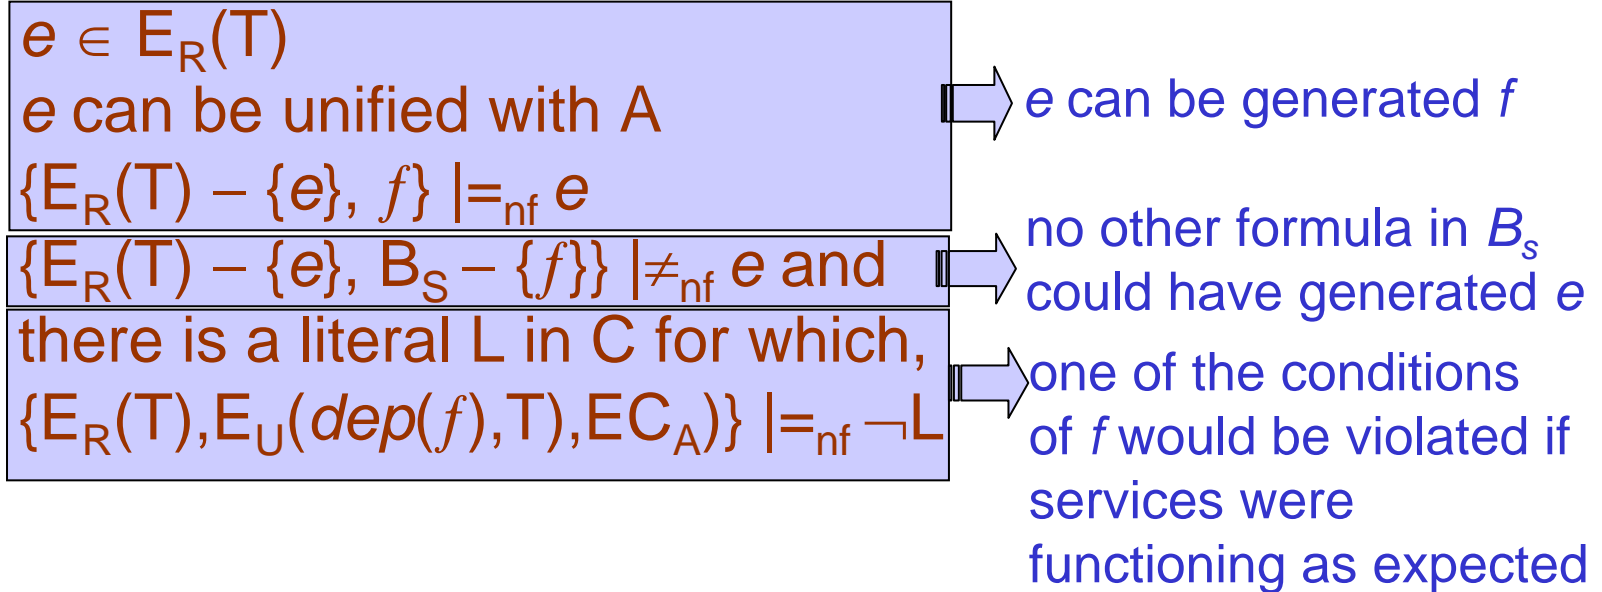 e ∈ E_R(T)
e can be unified with A
{E_R(T) – {e}, f} |=_nf e
e can be generated f
{E_R(T) – {e}, B_S – {f}} |≠_nf e and
no other formula in B_s
could have generated e
there is a literal L in C for which,
{E_R(T),E_U(dep(f),T),EC_A)} |=_nf ¬L
one of the conditions
of f would be violated if
services were
functioning as expected